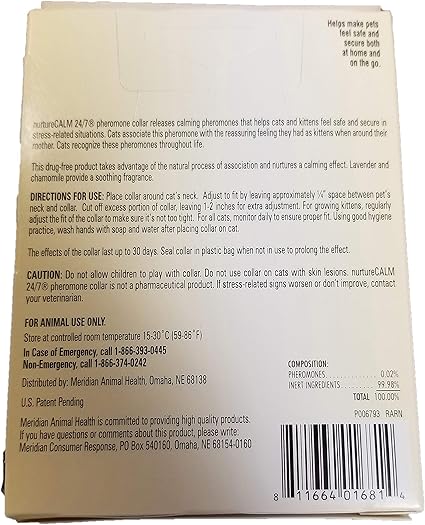 Helps make pets
feel safe and
secure both
at home and
on the go.
nurtureCALM 24/7® pheromone collar releases calming pheromones that helps cats and kittens feel safe and secure in
stress-related situations. Cats associate this pheromone with the reassuring feeling they had as kittens when around their
mother. Cats recognize these pheromones throughout life.
This drug-free product takes advantage of the natural process of association and nurtures a calming effect. Lavender and
chamomile provide a soothing fragrance.
DIRECTIONS FOR USE: Place collar around cat's neck. Adjust to fit by leaving approximately ¼" space between pet's
neck and collar. Cut off excess portion of collar, leaving 1-2 inches for extra adjustment. For growing kittens, regularly
adjust the fit of the collar to make sure it's not too tight. For all cats, monitor daily to ensure proper fit. Using good hygiene
practice, wash hands with soap and water after placing collar on cat.
The effects of the collar last up to 30 days. Seal collar in plastic bag when not in use to prolong the effect.
CAUTION: Do not allow children to play with collar. Do not use collar on cats with skin lesions. nurtureCALM
24/7® pheromone collar is not a pharmaceutical product. If stress-related signs worsen or don't improve, contact
your veterinarian.
FOR ANIMAL USE ONLY.
Store at controlled room temperature 15-30°C (59-86°F)
In Case of Emergency, call 1-866-393-0445
Non-Emergency, call 1-866-374-0242
Distributed by: Meridian Animal Health, Omaha, NE 68138
U.S. Patent Pending
Meridian Animal Health is committed to providing high quality products.
If you have questions or comments about this product, please write:
Meridian Consumer Response, PO Box 540160, Omaha, NE 68154-0160
COMPOSITION:
PHEROMONES . . . . . . . . . . . . 0.02%
INERT INGREDIENTS . . . . . . . . 99.98%
TOTAL 100.00%
P006793 RARN
8 11664 01681 4